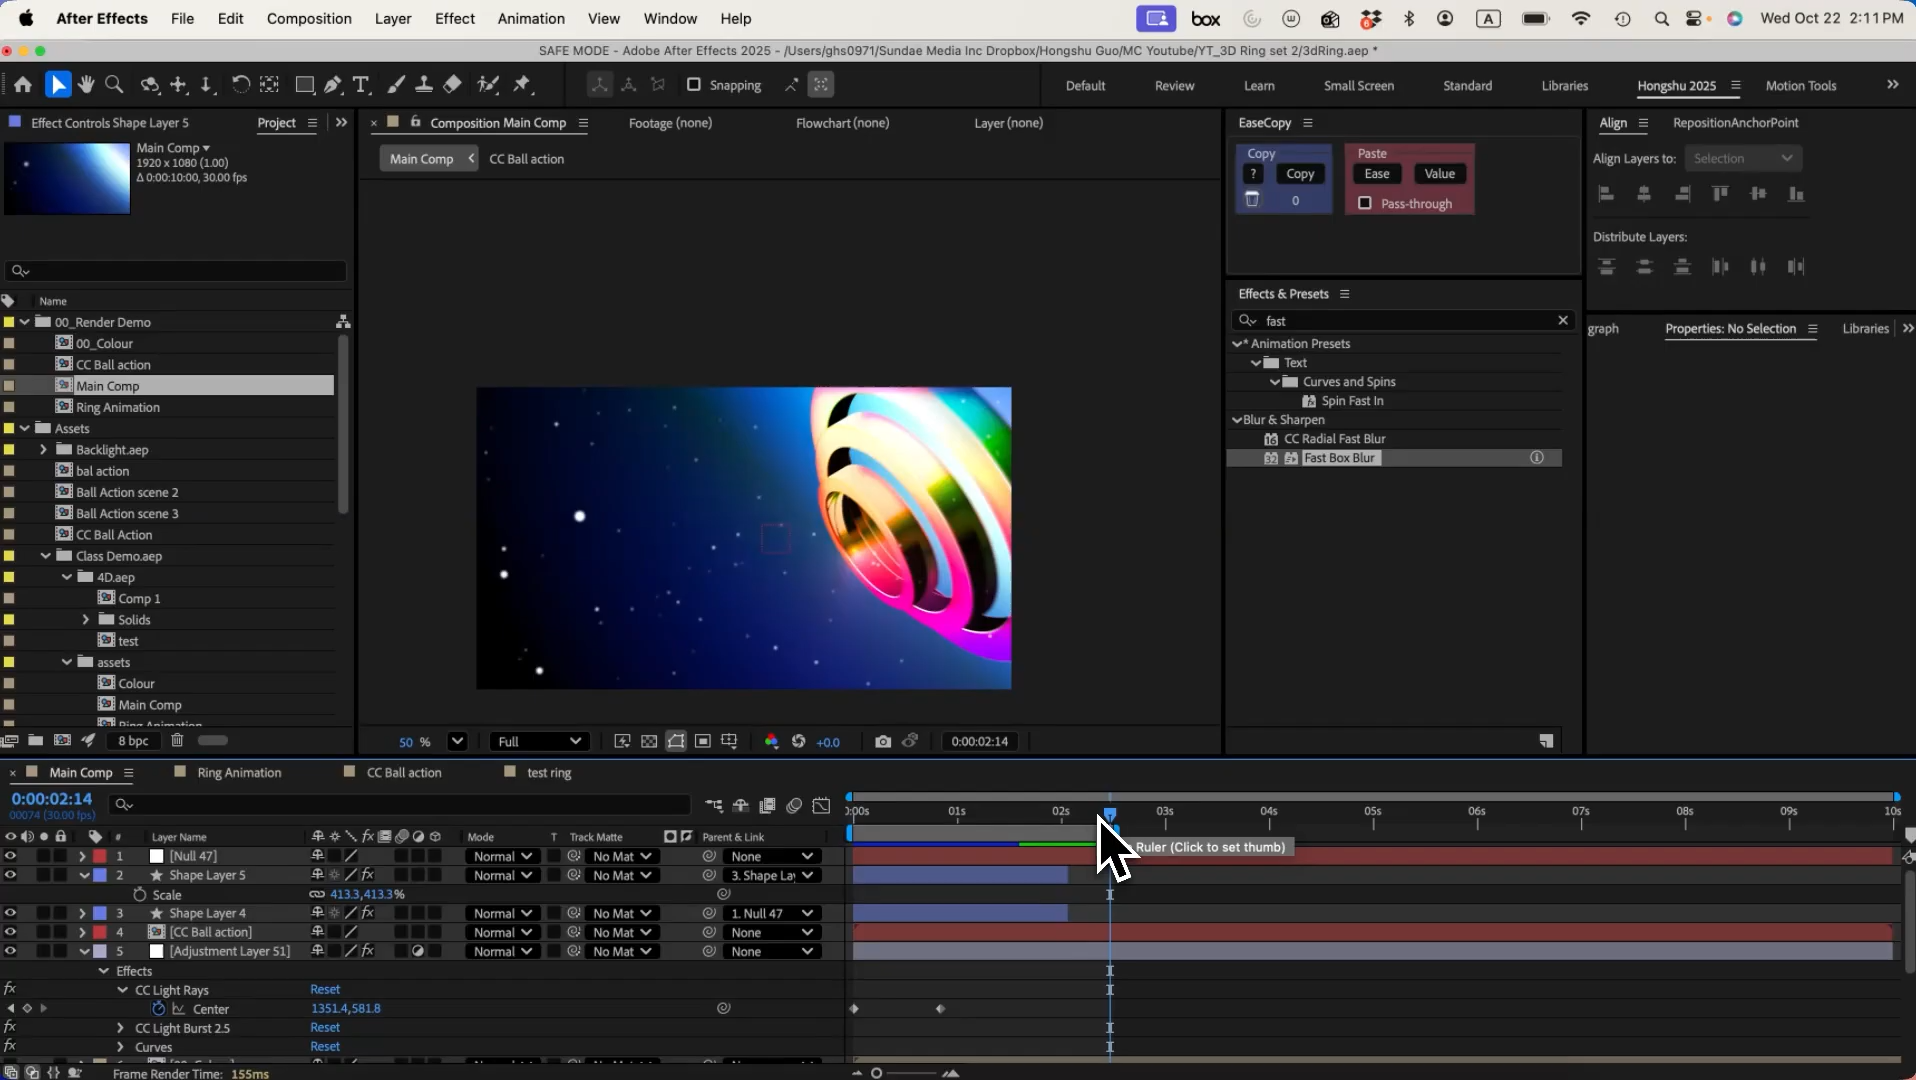 After Effects File Edit Composition Layer Effect Animation View Window Help box A Wed Oct 22 2:11 PM
SAFE MODE - Adobe After Effects 2025 - /Users/ghs0971/Sundae Media Inc Dropbox/Hongshu Guo/MC Youtube/YT_3D Ring set 2/3dRing.aep *
Snapping Default Review Learn Small Screen Standard Libraries Hongshu 2025 Motion Tools
Effect Controls Shape Layer 5 Project
Main Comp
1920 x 1080 (1.00)
Δ 0:00:10:00, 30.00 fps
Name
00_Render Demo
00_Colour
CC Ball action
Main Comp
Ring Animation
Assets
Backlight.aep
bal action
Ball Action scene 2
Ball Action scene 3
CC Ball Action
Class Demo.aep
4D.aep
Comp 1
Solids
test
assets
Colour
Main Comp
Ring Animation
8 bpc
Composition Main Comp Footage (none) Flowchart (none) Layer (none)
Main Comp CC Ball action
50 % Full +0.0 0:00:02:14
EaseCopy
Copy Paste
? Copy Ease Value
0 Pass-through
Effects & Presets
fast
* Animation Presets
Text
Curves and Spins
Spin Fast In
Blur & Sharpen
CC Radial Fast Blur
Fast Box Blur
Align RepositionAnchorPoint
Align Layers to: Selection
Distribute Layers:
graph Properties: No Selection Libraries
Main Comp Ring Animation CC Ball action test ring
0:00:02:14
00074 (30.00 fps)
:00s 01s 02s 03s 04s 05s 06s 07s 08s 09s 10s
# Layer Name fx Mode T Track Matte Parent & Link
1 [Null 47] Normal No Mat None
Ruler (Click to set thumb)
2 Shape Layer 5 fx Normal No Mat 3. Shape Lay
Scale 413.3,413.3%
3 Shape Layer 4 fx Normal No Mat 1. Null 47
4 [CC Ball action] Normal No Mat None
5 [Adjustment Layer 51] fx Normal No Mat None
Effects
fx CC Light Rays Reset
Center 1351.4,581.8
fx CC Light Burst 2.5 Reset
fx Curves Reset
Frame Render Time: 155ms